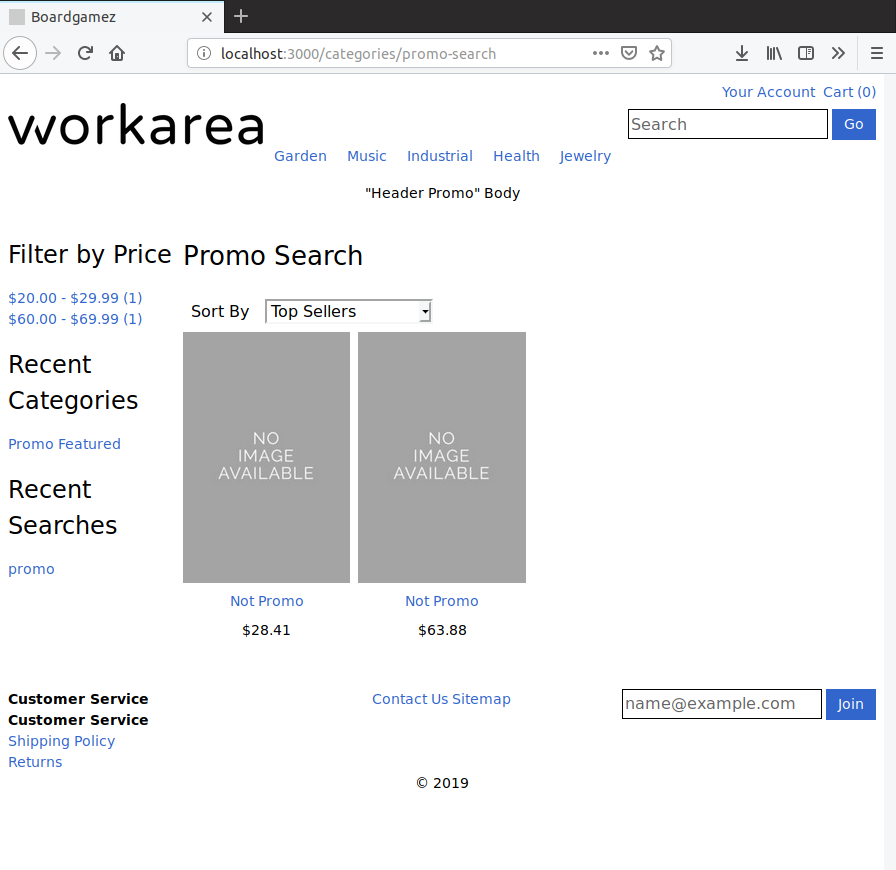 Boardgamez
localhost:3000/categories/promo-search
Your Account Cart (0)
workarea
Search
Go
Garden Music Industrial Health Jewelry
"Header Promo" Body
Filter by Price
$20.00 - $29.99 (1)
$60.00 - $69.99 (1)
Recent
Categories
Promo Featured
Recent
Searches
promo
Promo Search
Sort By Top Sellers
NO
IMAGE
AVAILABLE
Not Promo
$28.41
NO
IMAGE
AVAILABLE
Not Promo
$63.88
Customer Service
Customer Service
Shipping Policy
Returns
Contact Us Sitemap
name@example.com
Join
© 2019